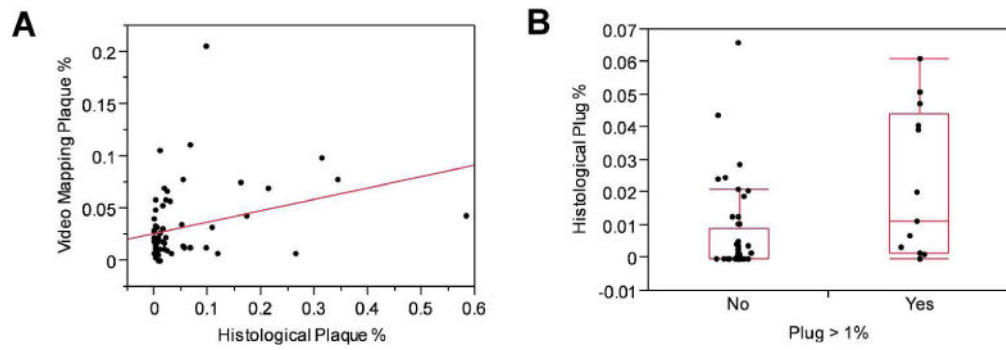 A
Video Mapping Plaque %
0.2
0.15
0.1
0.05
0
0 0.1 0.2 0.3 0.4 0.5 0.6
Histological Plaque %
B
Histological Plug %
0.07
0.06
0.05
0.04
0.03
0.02
0.01
0
-0.01
No Yes
Plug > 1%